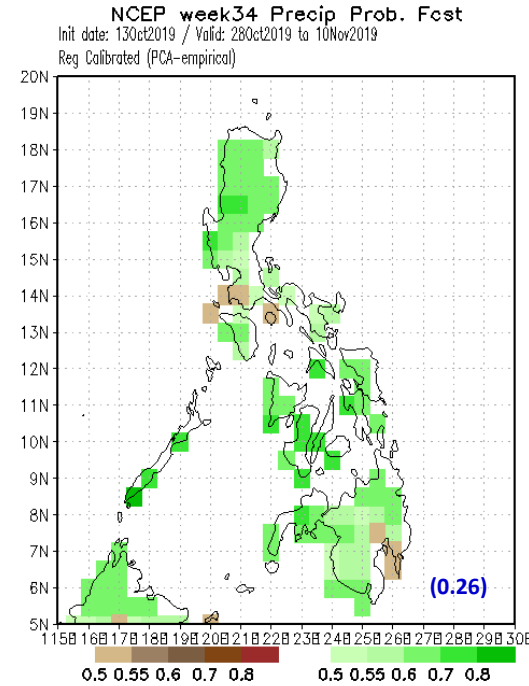 NCEP week34 Precip Prob. Fcst
Init date: 13Oct2019 / Valid: 28Oct2019 to 10Nov2019
Reg Calibrated (PCA-empirical)
20N
19N
18N
17N
16N
15N
14N
13N
12N
11N
10N
9N
8N
7N
6N
5N
(0.26)
115E 116E 117E 118E 119E 120E 121E 122E 123E 124E 125E 126E 127E 128E 129E 130E
0.5 0.55 0.6 0.7 0.8 0.5 0.55 0.6 0.7 0.8